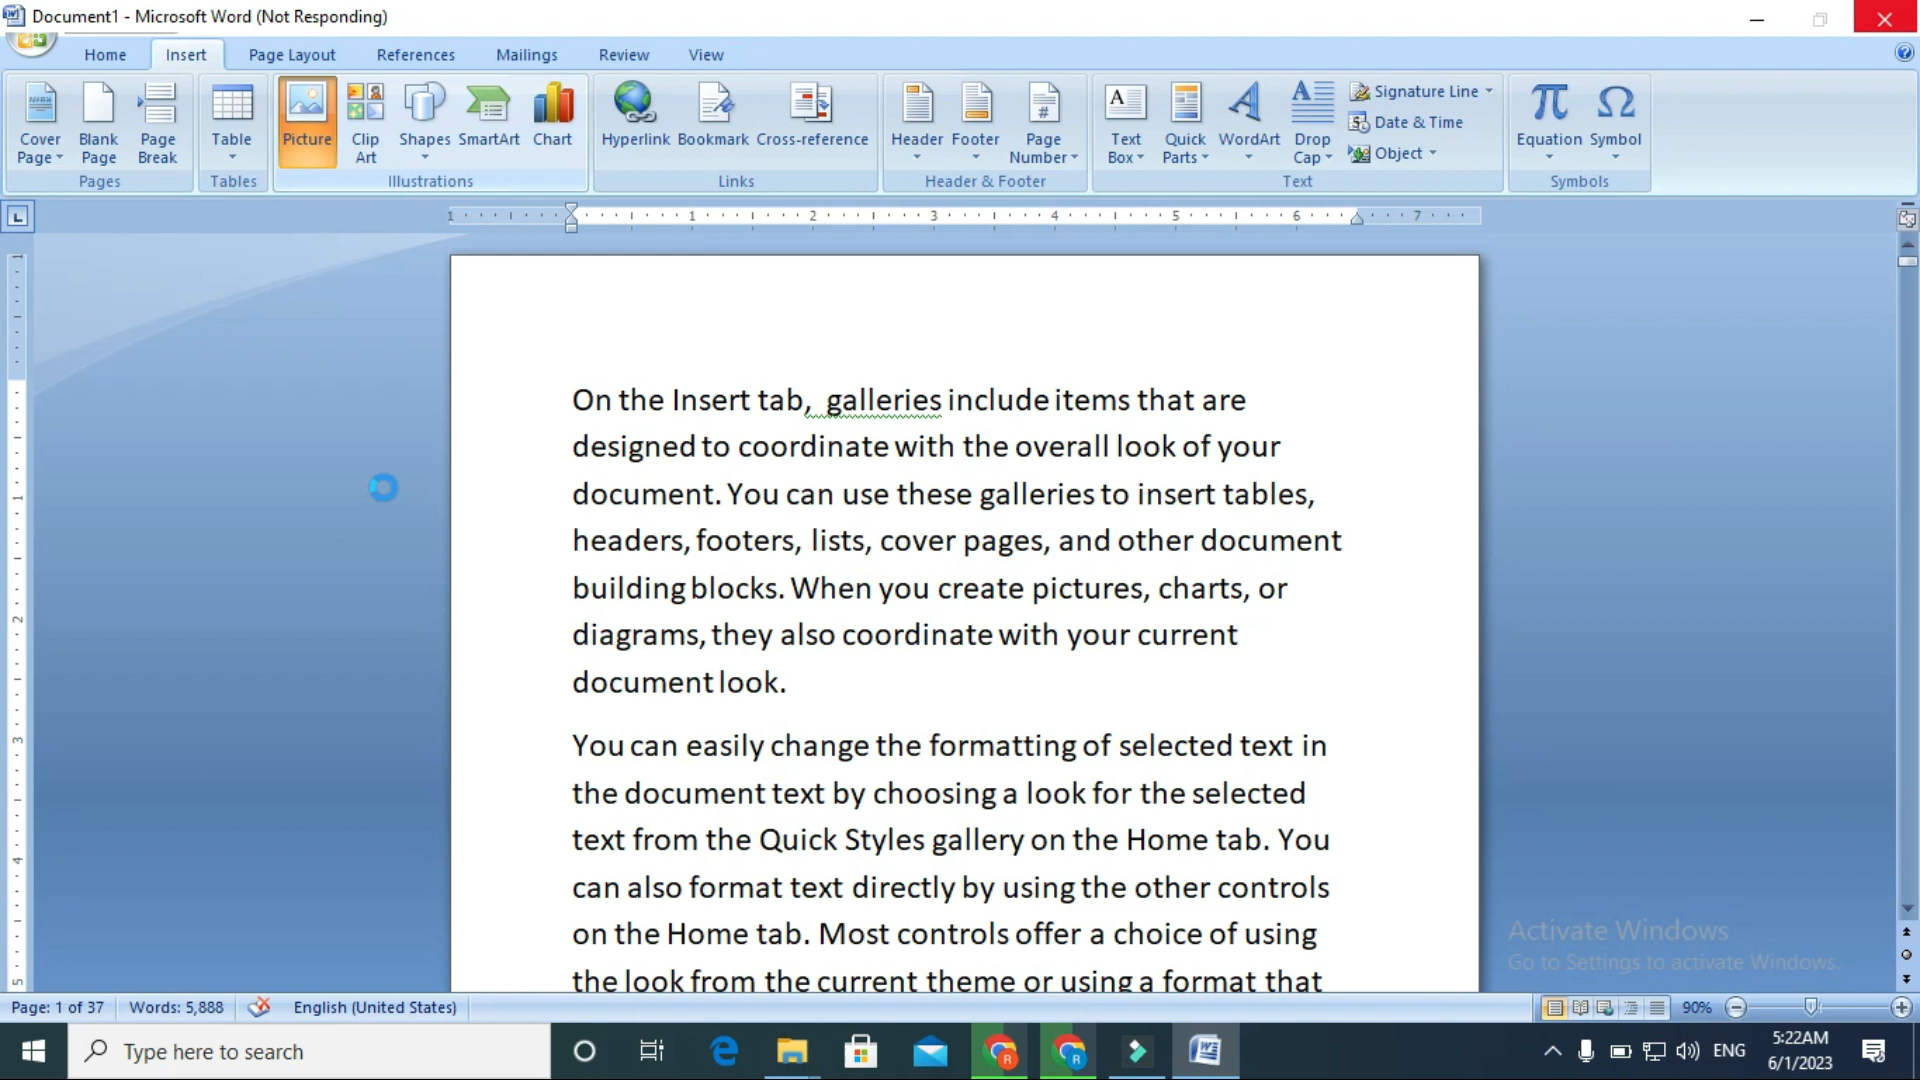 Document1 - Microsoft Word (Not Responding)
Home Insert Page Layout References Mailings Review View
Cover Page
Blank Page
Page Break
Pages
Table
Tables
Picture
Clip Art
Shapes
SmartArt
Chart
Illustrations
Hyperlink
Bookmark
Cross-reference
Links
Header
Footer
Page Number
Header & Footer
Text Box
Quick Parts
WordArt
Drop Cap
Signature Line
Date & Time
Object
Text
Equation
Symbol
Symbols
1 1 2 3 4 5 6 7
On the Insert tab,  galleries include items that are
designed to coordinate with the overall look of your
document. You can use these galleries to insert tables,
headers, footers, lists, cover pages, and other document
building blocks. When you create pictures, charts, or
diagrams, they also coordinate with your current
document look.
You can easily change the formatting of selected text in
the document text by choosing a look for the selected
text from the Quick Styles gallery on the Home tab. You
can also format text directly by using the other controls
on the Home tab. Most controls offer a choice of using
the look from the current theme or using a format that
Activate Windows
Go to Settings to activate Windows.
Page: 1 of 37 Words: 5,888 English (United States) 90%
Type here to search
ENG
5:22AM
6/1/2023